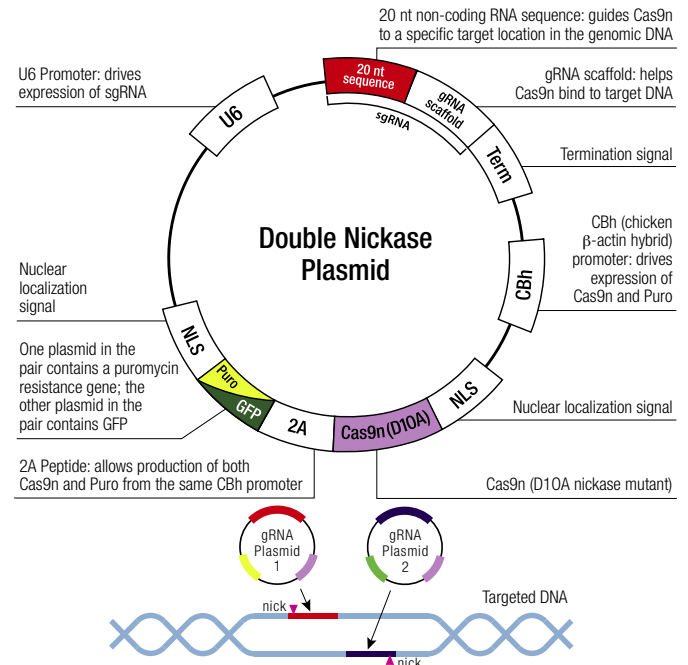 20 nt non-coding RNA sequence: guides Cas9n
to a specific target location in the genomic DNA
U6 Promoter: drives
expression of sgRNA
gRNA scaffold: helps
Cas9n bind to target DNA
20 nt
sequence
gRNA
scaffold
sgRNA
U6
Term
Termination signal
Double Nickase
Plasmid
CBh (chicken
β-actin hybrid)
promoter: drives
expression of
Cas9n and Puro
CBh
Nuclear
localization
signal
NLS
One plasmid in the
pair contains a puromycin
resistance gene; the
other plasmid in the
pair contains GFP
Puro
GFP
2A
Cas9n (D10A)
NLS
Nuclear localization signal
2A Peptide: allows production of both
Cas9n and Puro from the same CBh promoter
Cas9n (D10A nickase mutant)
gRNA
Plasmid
1
gRNA
Plasmid
2
Targeted DNA
nick
nick